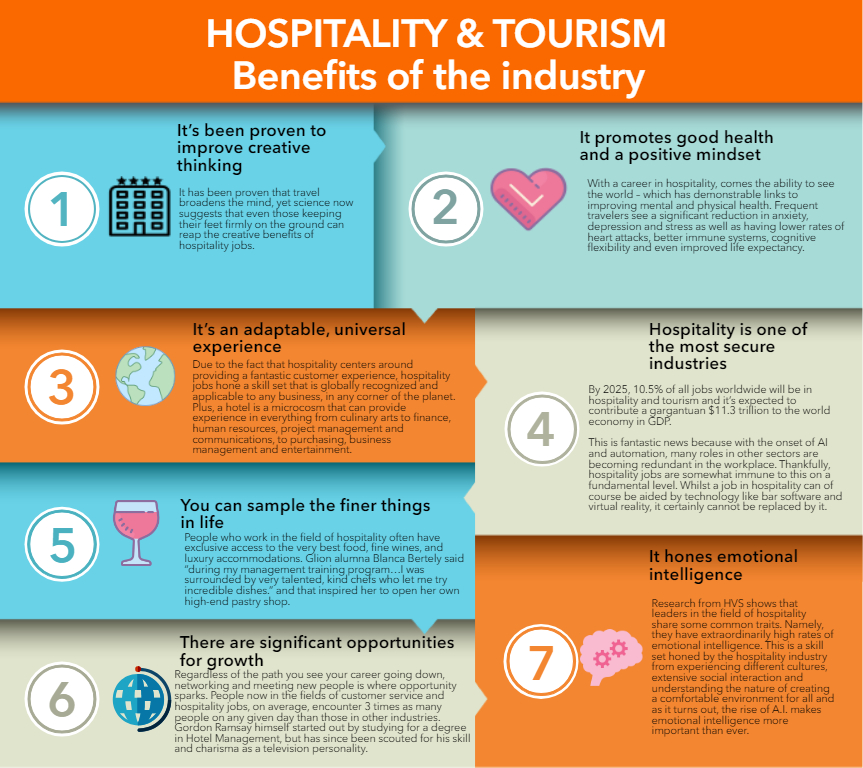 HOSPITALITY & TOURISM
Benefits of the industry
1
It's been proven to
improve creative
thinking
It has been proven that travel
broadens the mind, yet science now
suggests that even those keeping
their feet firmly on the ground can
reap the creative benefits of
hospitality jobs.
2
It promotes good health
and a positive mindset
With a career in hospitality, comes the ability to see
the world – which has demonstrable links to
improving mental and physical health. Frequent
travelers see a significant reduction in anxiety,
depression and stress as well as having lower rates of
heart attacks, better immune systems, cognitive
flexibility and even improved life expectancy.
3
It's an adaptable, universal
experience
Due to the fact that hospitality centers around
providing a fantastic customer experience, hospitality
jobs hone a skill set that is globally recognized and
applicable to any business, in any corner of the planet.
Plus, a hotel is a microcosm that can provide
experience in everything from culinary arts to finance,
human resources, project management and
communications, to purchasing, business
management and entertainment.
4
Hospitality is one of
the most secure
industries
By 2025, 10.5% of all jobs worldwide will be in
hospitality and tourism and it's expected to
contribute a gargantuan $11.3 trillion to the world
economy in GDP.
This is fantastic news because with the onset of AI
and automation, many roles in other sectors are
becoming redundant in the workplace. Thankfully,
hospitality jobs are somewhat immune to this on a
fundamental level. Whilst a job in hospitality can of
course be aided by technology like bar software and
virtual reality, it certainly cannot be replaced by it.
5
You can sample the finer things
in life
People who work in the field of hospitality often have
exclusive access to the very best food, fine wines, and
luxury accommodations. Glion alumna Blanca Bertely said
"during my management training program…I was
surrounded by very talented, kind chefs who let me try
incredible dishes." and that inspired her to open her own
high-end pastry shop.
6
There are significant opportunities
for growth
Regardless of the path you see your career going down,
networking and meeting new people is where opportunity
sparks. People now in the fields of customer service and
hospitality jobs, on average, encounter 3 times as many
people on any given day than those in other industries.
Gordon Ramsay himself started out by studying for a degree
in Hotel Management, but has since been scouted for his skill
and charisma as a television personality.
7
It hones emotional
intelligence
Research from HVS shows that
leaders in the field of hospitality
share some common traits. Namely,
they have extraordinarily high rates of
emotional intelligence. This is a skill
set honed by the hospitality industry
from experiencing different cultures,
extensive social interaction and
understanding the nature of creating
a comfortable environment for all and
as it turns out, the rise of A.I. makes
emotional intelligence more
important than ever.